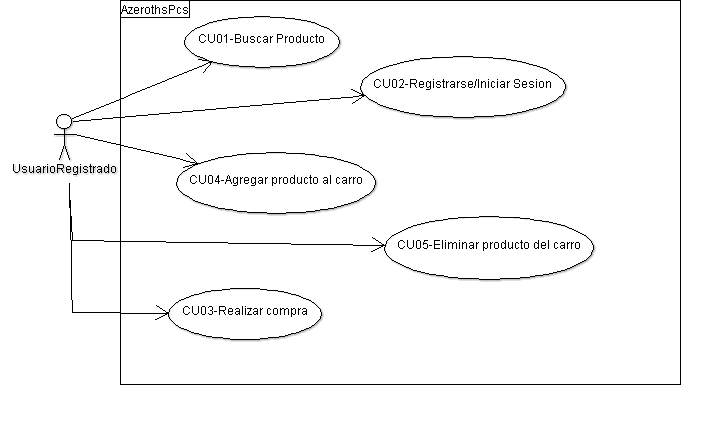 AzerothsPcs
CU01-Buscar Producto
CU02-Registrarse/Iniciar Sesion
UsuarioRegistrado
CU04-Agregar producto al carro
CU05-Eliminar producto del carro
CU03-Realizar compra